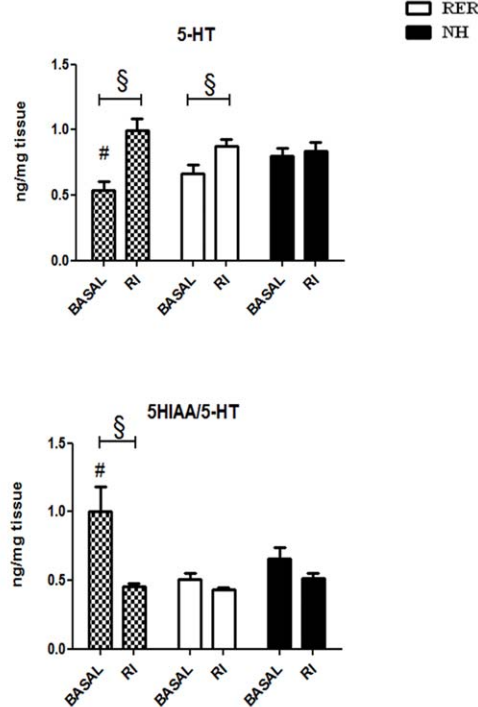 RER
NH
5-HT
1.5
1.0
0.5
0.0
ng/mg tissue
§
§
#
BASAL
RI
BASAL
RI
BASAL
RI
5HIAA/5-HT
1.5
1.0
0.5
0.0
ng/mg tissue
§
#
BASAL
RI
BASAL
RI
BASAL
RI